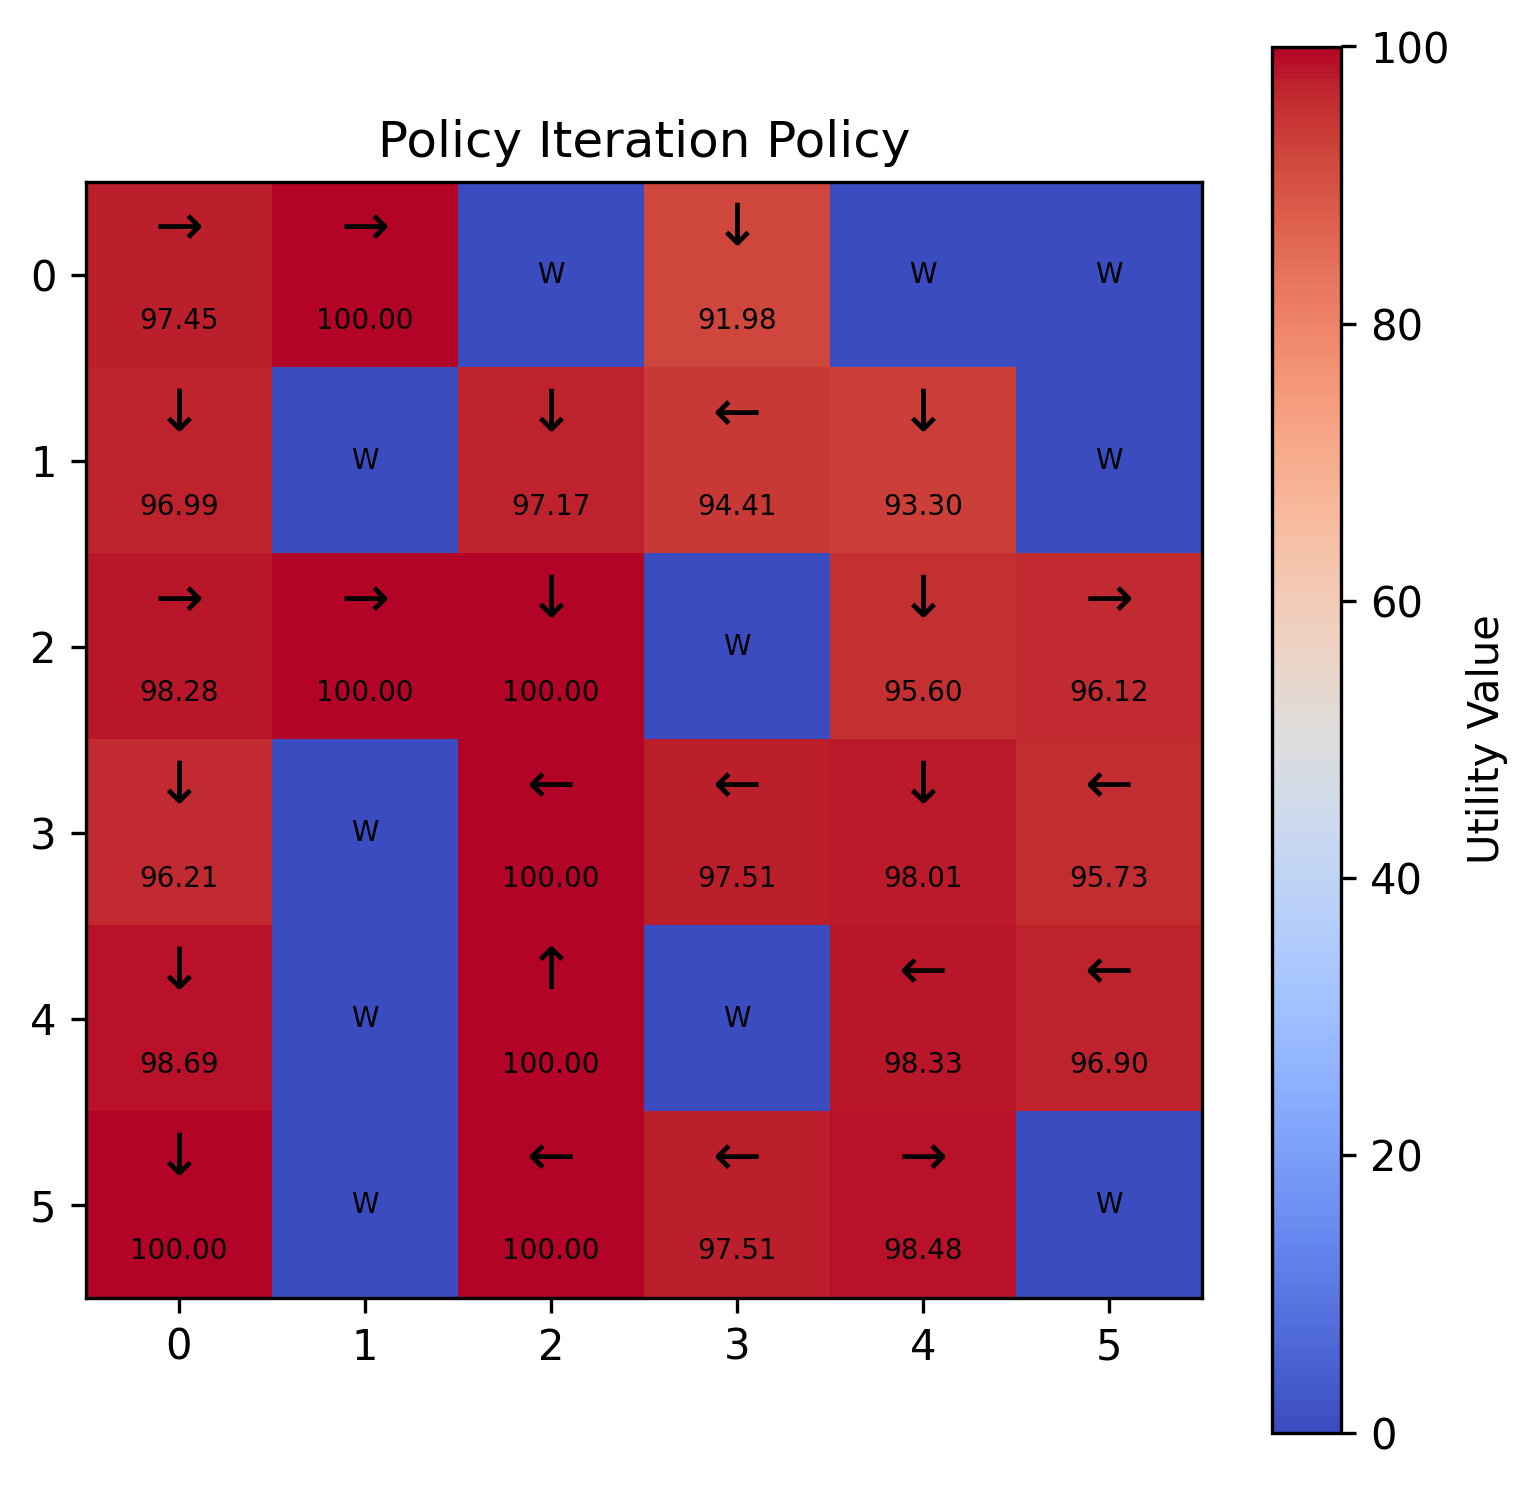 Policy Iteration Policy
→ → ↓
0 W W W
97.45 100.00 91.98
↓ ↓ ← ↓
1 W W
96.99 97.17 94.41 93.30
→ → ↓ ↓ →
2 W
98.28 100.00 100.00 95.60 96.12
↓ ← ← ↓ ←
3 W
96.21 100.00 97.51 98.01 95.73
↓ ↑ ← ←
4 W W
98.69 100.00 98.33 96.90
↓ ← ← →
5 W W
100.00 100.00 97.51 98.48
0 1 2 3 4 5
100
80
60
40
20
0
Utility Value